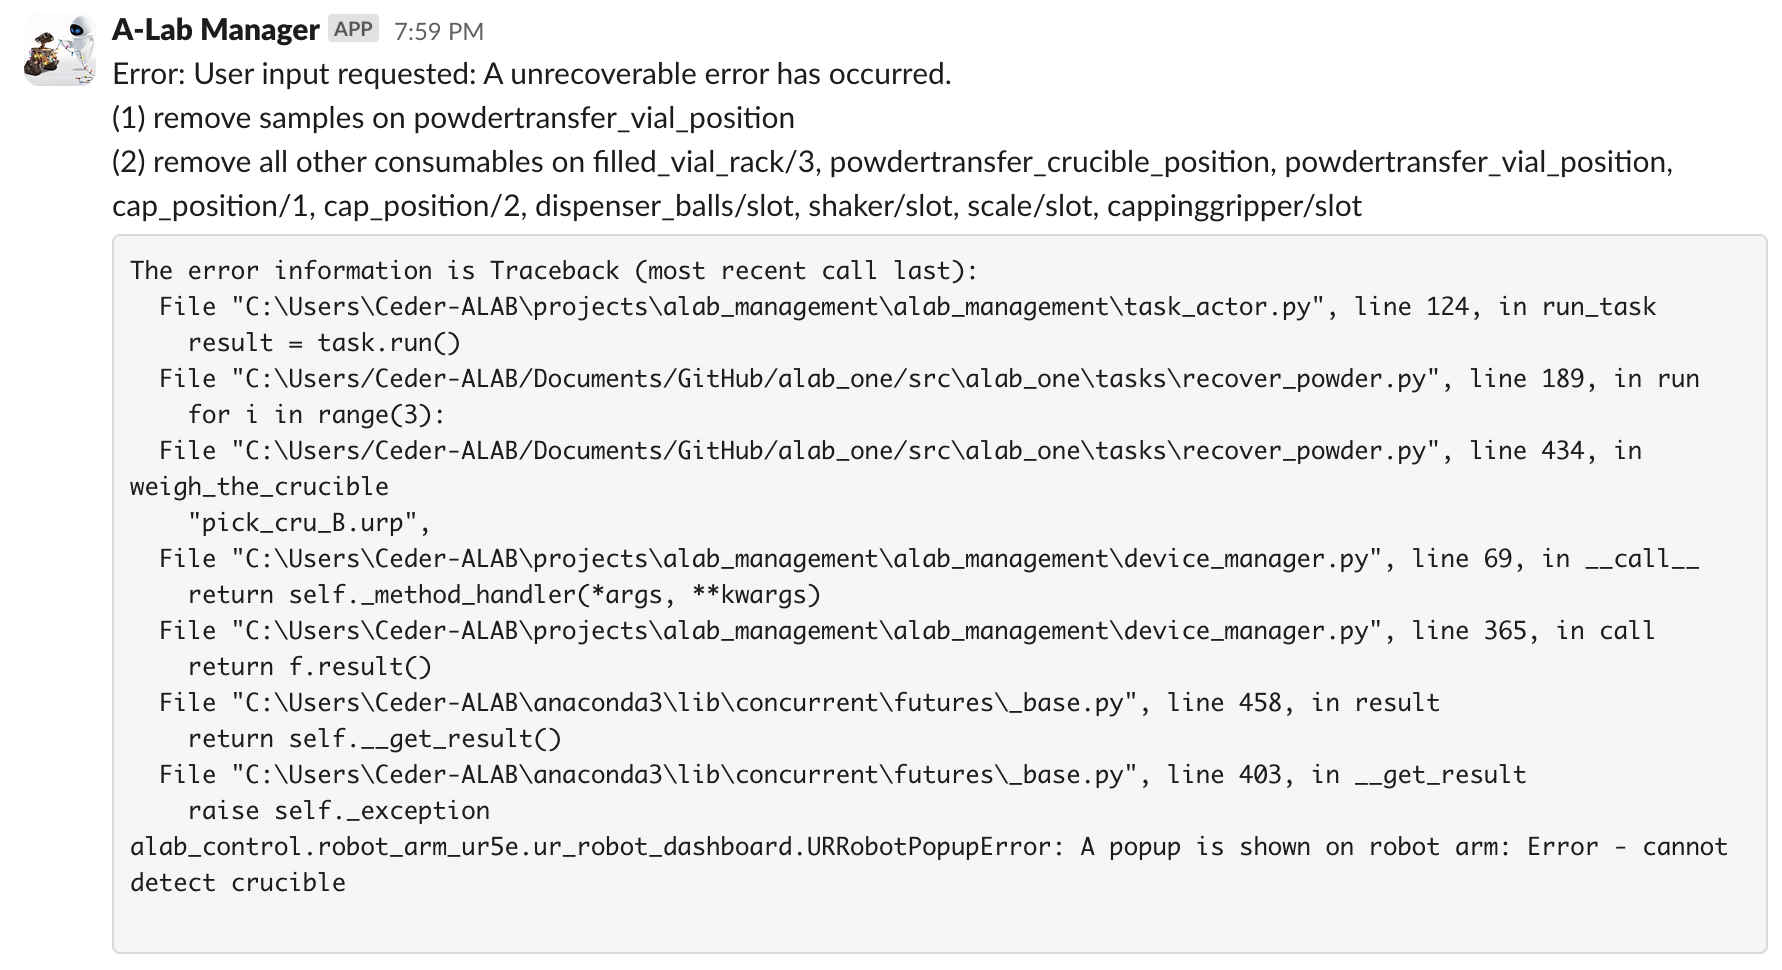 A-Lab Manager APP 7:59 PM
Error: User input requested: A unrecoverable error has occurred.
(1) remove samples on powdertransfer_vial_position
(2) remove all other consumables on filled_vial_rack/3, powdertransfer_crucible_position, powdertransfer_vial_position,
cap_position/1, cap_position/2, dispenser_balls/slot, shaker/slot, scale/slot, cappinggripper/slot
The error information is Traceback (most recent call last):
  File "C:\Users\Ceder-ALAB\projects\alab_management\alab_management\task_actor.py", line 124, in run_task
    result = task.run()
  File "C:\Users/Ceder-ALAB/Documents/GitHub/alab_one/src\alab_one\tasks\recover_powder.py", line 189, in run
    for i in range(3):
  File "C:\Users/Ceder-ALAB/Documents/GitHub/alab_one/src\alab_one\tasks\recover_powder.py", line 434, in
weigh_the_crucible
    "pick_cru_B.urp",
  File "C:\Users\Ceder-ALAB\projects\alab_management\alab_management\device_manager.py", line 69, in __call__
    return self._method_handler(*args, **kwargs)
  File "C:\Users\Ceder-ALAB\projects\alab_management\alab_management\device_manager.py", line 365, in call
    return f.result()
  File "C:\Users\Ceder-ALAB\anaconda3\lib\concurrent\futures\_base.py", line 458, in result
    return self.__get_result()
  File "C:\Users\Ceder-ALAB\anaconda3\lib\concurrent\futures\_base.py", line 403, in __get_result
    raise self._exception
alab_control.robot_arm_ur5e.ur_robot_dashboard.URRobotPopupError: A popup is shown on robot arm: Error - cannot
detect crucible